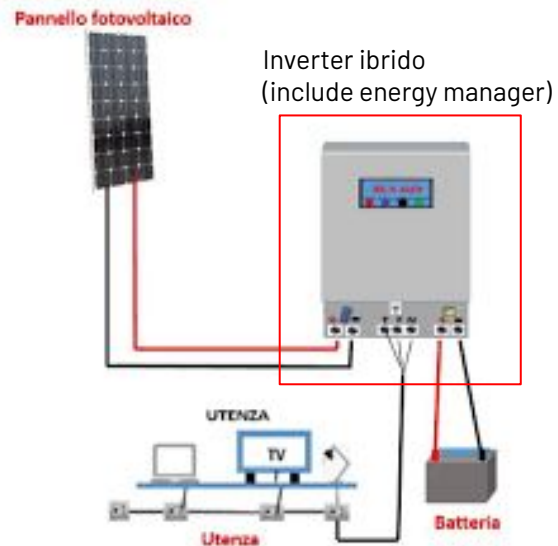 Pannello fotovoltaico
Inverter ibrido
(include energy manager)
UTENZA
TV
Utenza
Batteria